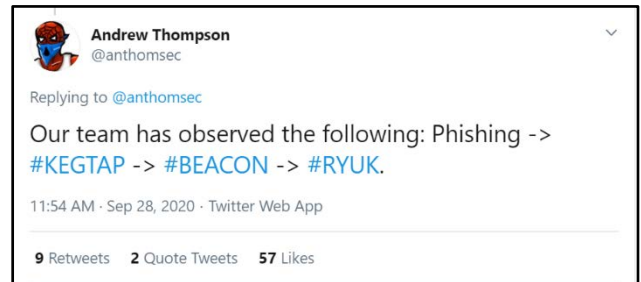 Andrew Thompson
@anthomsec
Replying to @anthomsec
Our team has observed the following: Phishing ->
#KEGTAP -> #BEACON -> #RYUK.
11:54 AM · Sep 28, 2020 · Twitter Web App
9 Retweets 2 Quote Tweets 57 Likes